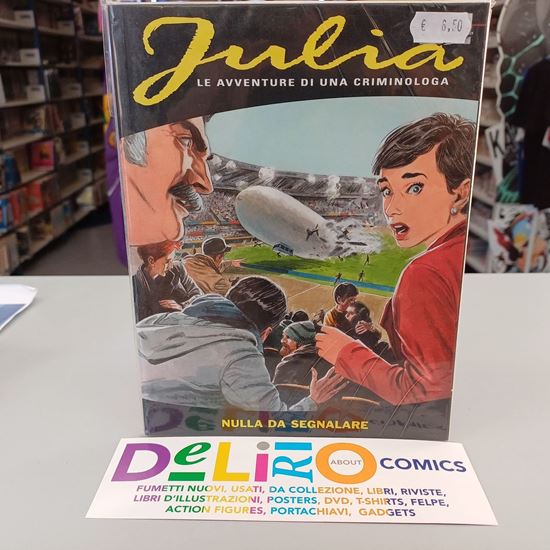 € 6,50
Julia
LE AVVENTURE DI UNA CRIMINOLOGA
NULLA DA SEGNALARE
DeLiRiO ABOUT COMICS
FUMETTI NUOVI, USATI, DA COLLEZIONE, LIBRI, RIVISTE,
LIBRI D'ILLUSTRAZIONI, POSTERS, DVD, T-SHIRTS, FELPE,
ACTION FIGURES, PORTACHIAVI, GADGETS